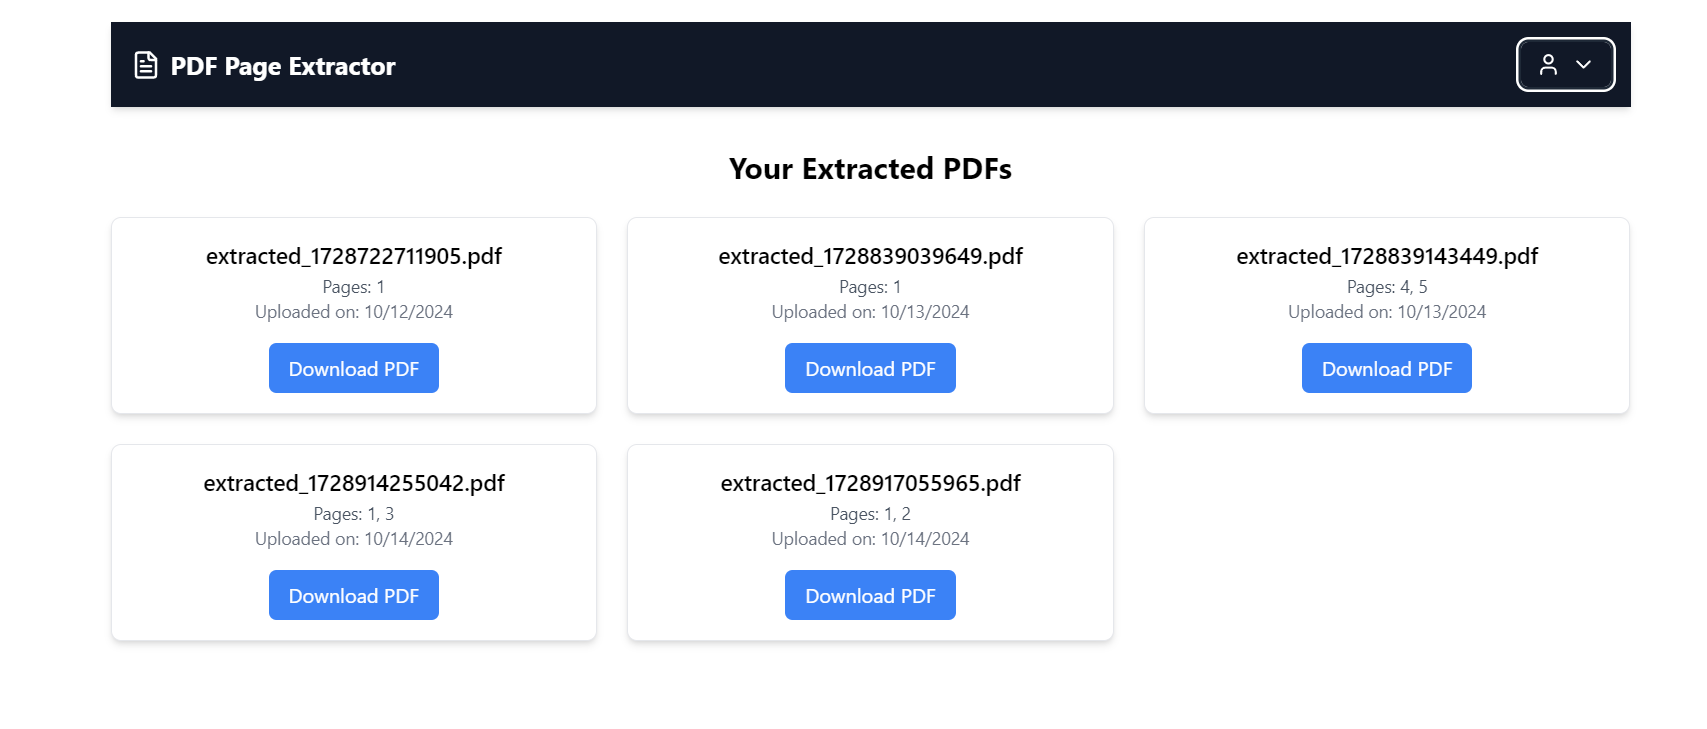 PDF Page Extractor
Your Extracted PDFs
extracted_1728722711905.pdf
Pages: 1
Uploaded on: 10/12/2024
Download PDF
extracted_1728839039649.pdf
Pages: 1
Uploaded on: 10/13/2024
Download PDF
extracted_1728839143449.pdf
Pages: 4, 5
Uploaded on: 10/13/2024
Download PDF
extracted_1728914255042.pdf
Pages: 1, 3
Uploaded on: 10/14/2024
Download PDF
extracted_1728917055965.pdf
Pages: 1, 2
Uploaded on: 10/14/2024
Download PDF